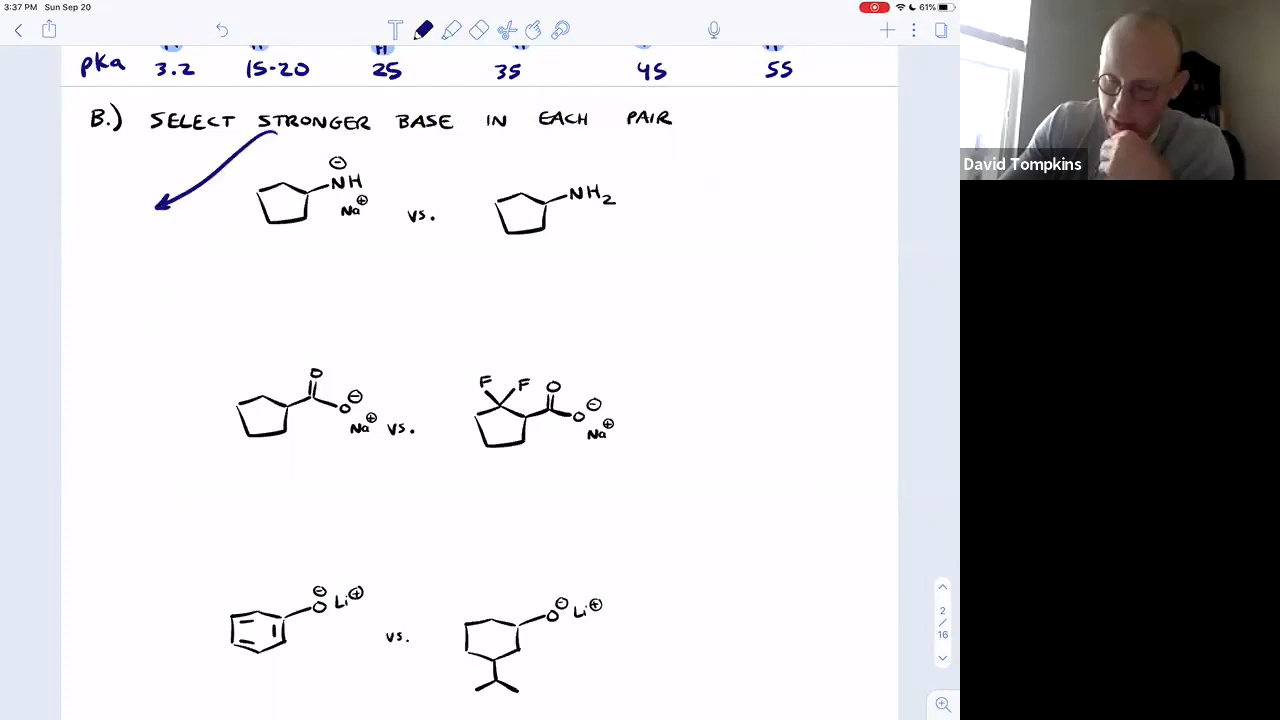 3:37 PM Sun Sep 20
61%
T
pKa 3.2 15-20 25 35 45 55
B.) SELECT STRONGER BASE IN EACH PAIR
⊖
NH
Na⊕ vs. NH2
O ⊖
O
Na⊕ vs. F F O ⊖
O
Na⊕
⊖
O Li⊕ vs. O⊖ Li⊕
2
/
16
David Tompkins